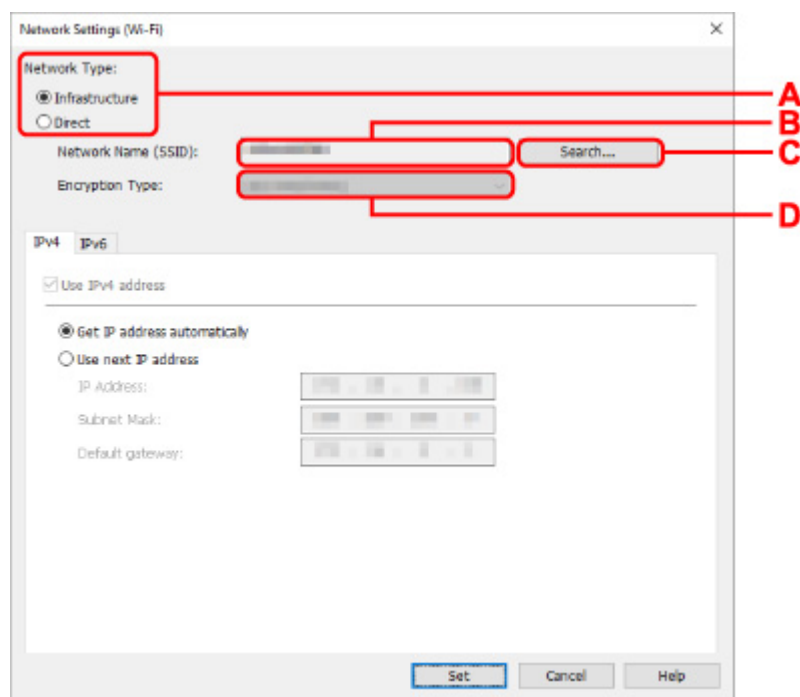 Network Settings (Wi-Fi)
Network Type:
Infrastructure
Direct
A
B
Network Name (SSID):
Search...
C
Encryption Type:
D
IPv4 IPv6
Use IPv4 address
Get IP address automatically
Use next IP address
IP Address:
Subnet Mask:
Default gateway:
Set Cancel Help